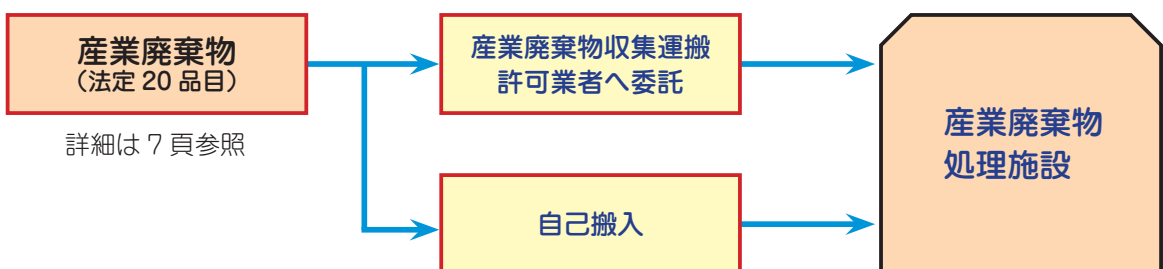 産業廃棄物
（法定 20 品目）
詳細は 7 頁参照
産業廃棄物収集運搬
許可業者へ委託
自己搬入
産業廃棄物
処理施設